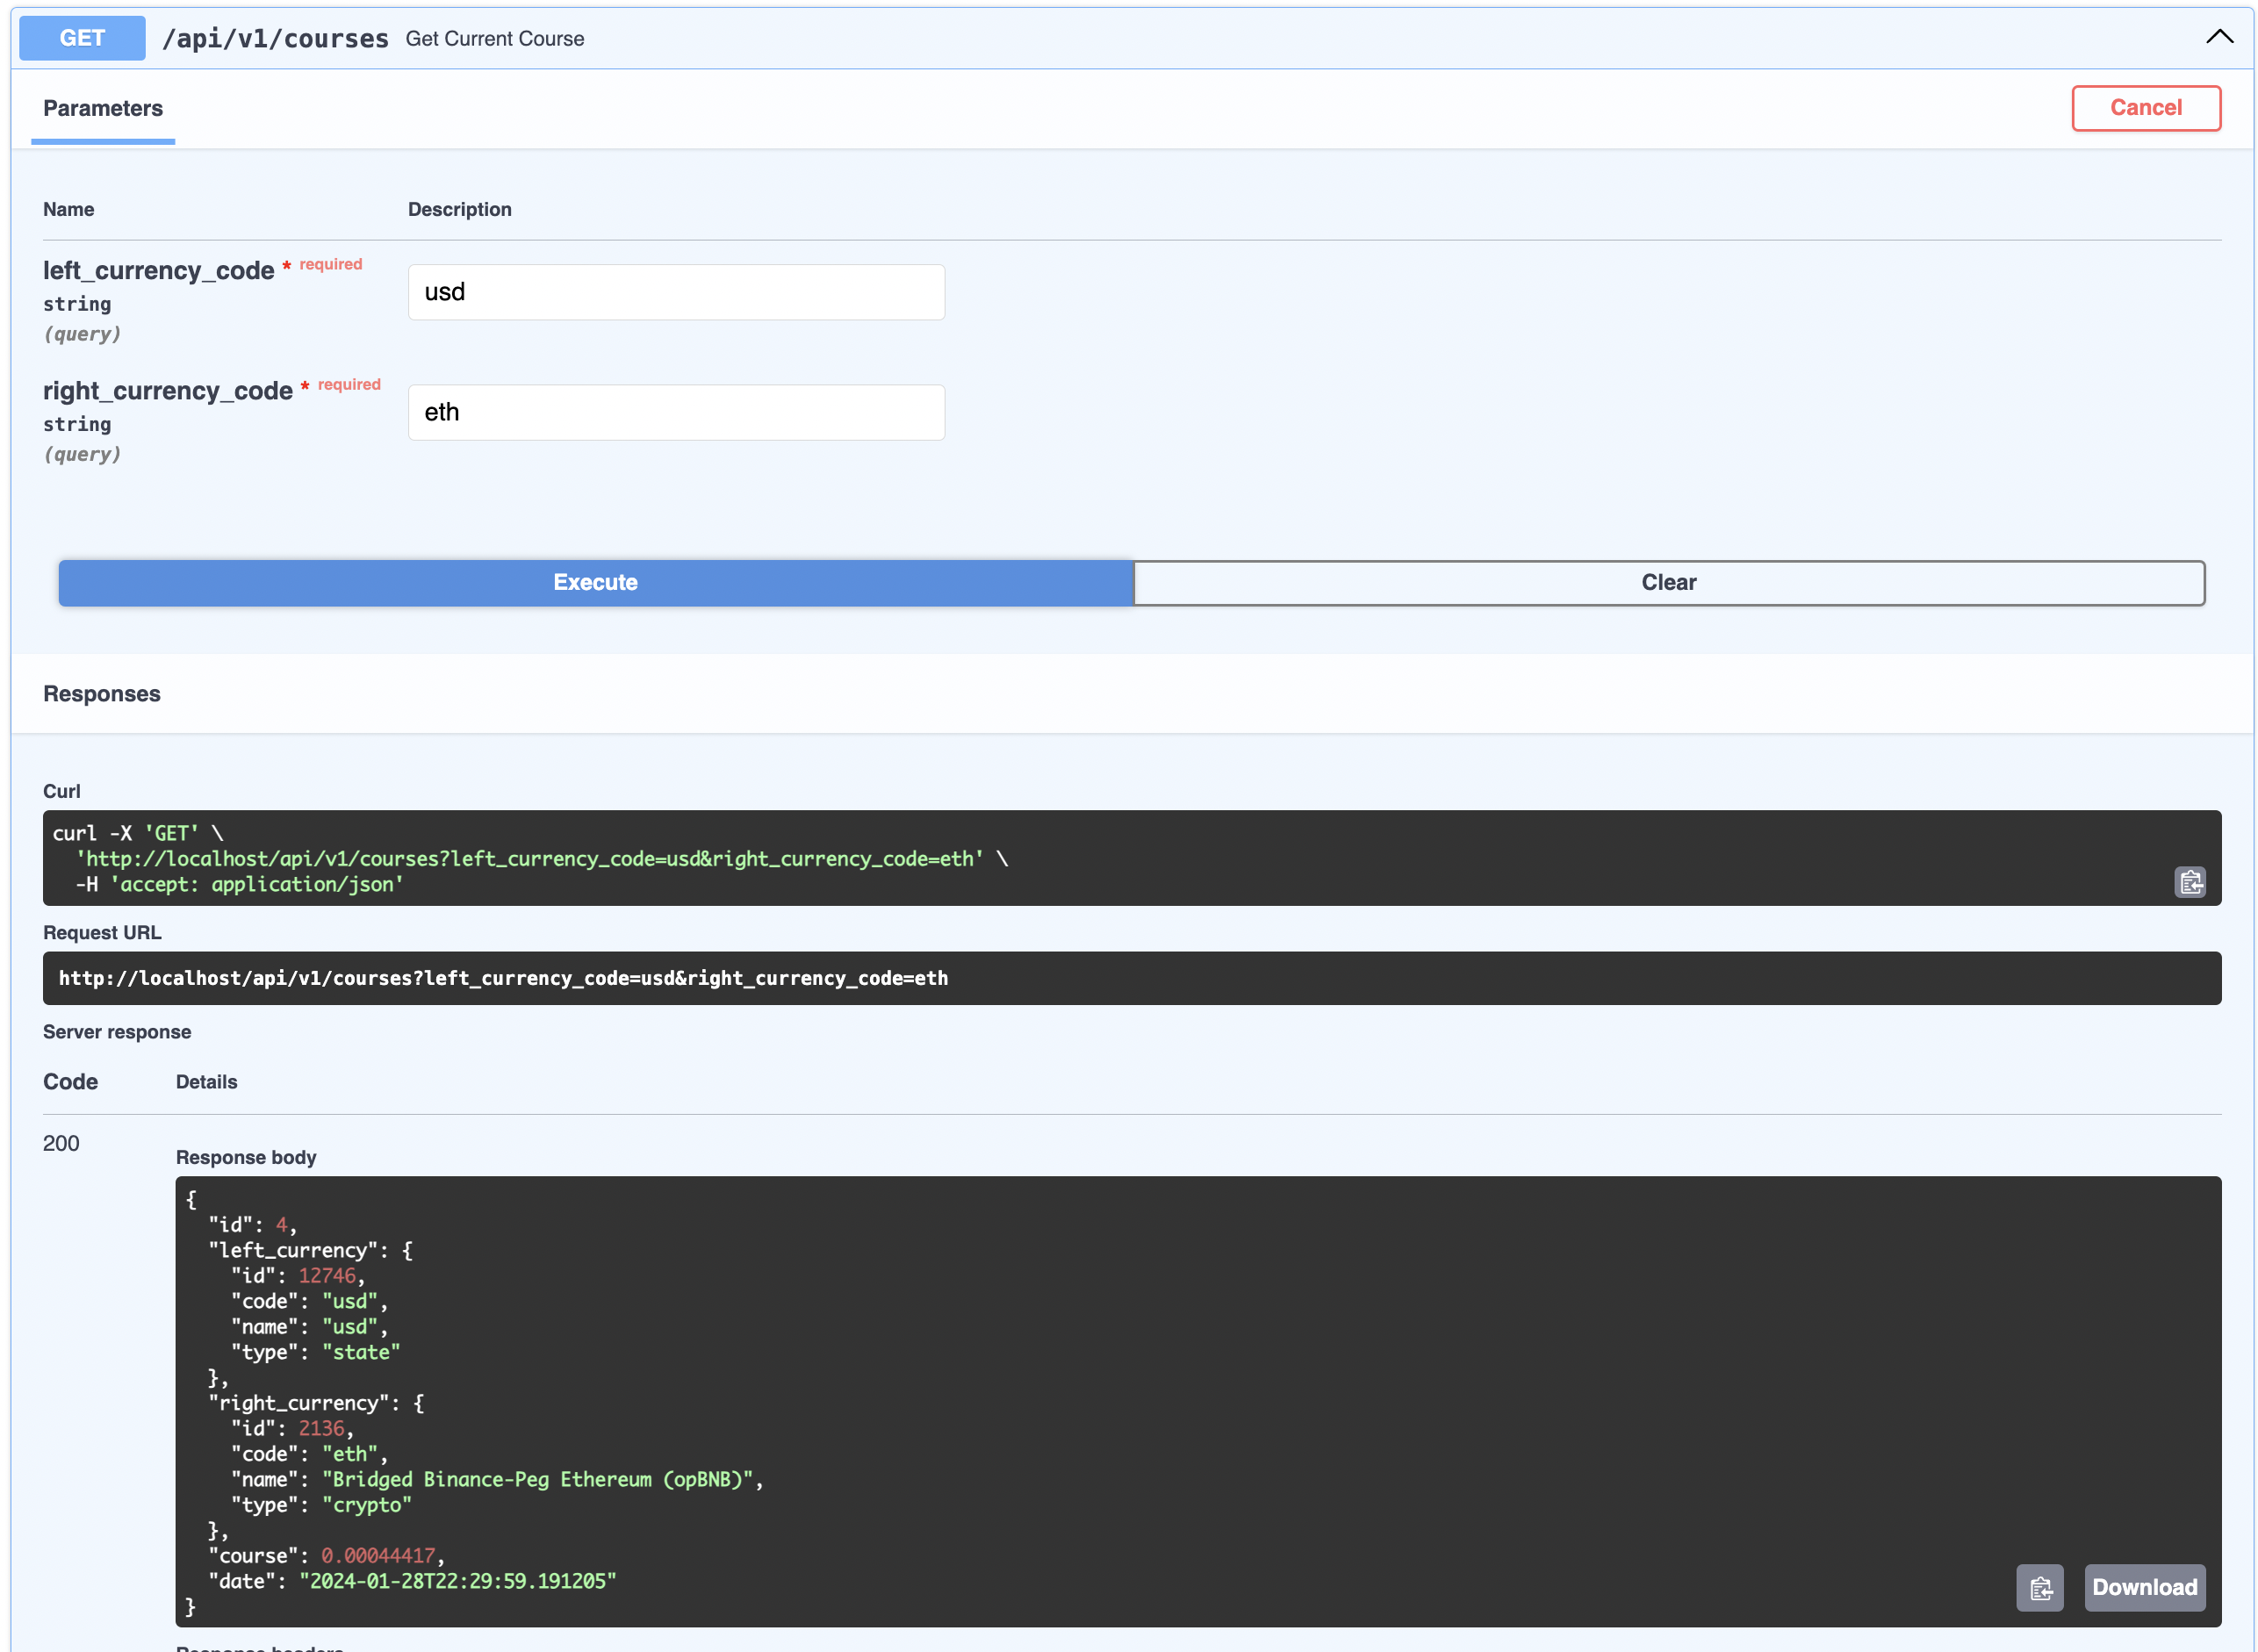 GET /api/v1/courses Get Current Course
Parameters
Cancel
Name Description
left_currency_code * required
string
(query)
usd
right_currency_code * required
string
(query)
eth
Execute
Clear
Responses
Curl
curl -X 'GET' \
  'http://localhost/api/v1/courses?left_currency_code=usd&right_currency_code=eth' \
  -H 'accept: application/json'
Request URL
http://localhost/api/v1/courses?left_currency_code=usd&right_currency_code=eth
Server response
Code Details
200
Response body
{
  "id": 4,
  "left_currency": {
    "id": 12746,
    "code": "usd",
    "name": "usd",
    "type": "state"
  },
  "right_currency": {
    "id": 2136,
    "code": "eth",
    "name": "Bridged Binance-Peg Ethereum (opBNB)",
    "type": "crypto"
  },
  "course": 0.00044417,
  "date": "2024-01-28T22:29:59.191205"
}
Download
Response headers